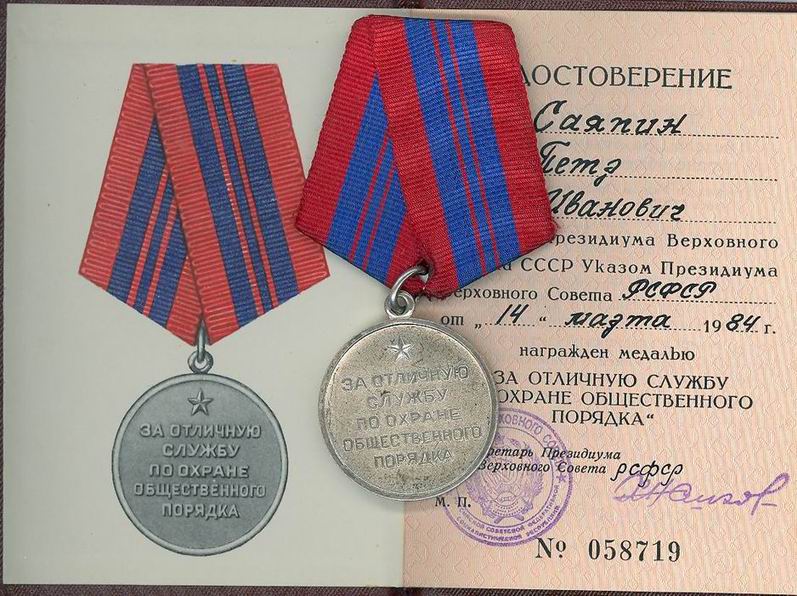 ЗА ОТЛИЧНУЮ
СЛУЖБУ
ПО ОХРАНЕ
ОБЩЕСТВЕННОГО
ПОРЯДКА
ЗА ОТЛИЧНУЮ
СЛУЖБУ
ПО ОХРАНЕ
ОБЩЕСТВЕННОГО
ПОРЯДКА
ДОСТОВЕРЕНИЕ
Саяпин
Петр
Иванович
Президиума Верховного
СССР Указом Президиума
Верховного Совета РСФСР
от „ 14 “ марта 1984 г.
награжден медалью
ЗА ОТЛИЧНУЮ СЛУЖБУ
ОХРАНЕ ОБЩЕСТВЕННОГО
ПОРЯДКА“
кретарь Президиума
Верховного Совета РСФСР
М. П.
№ 058719